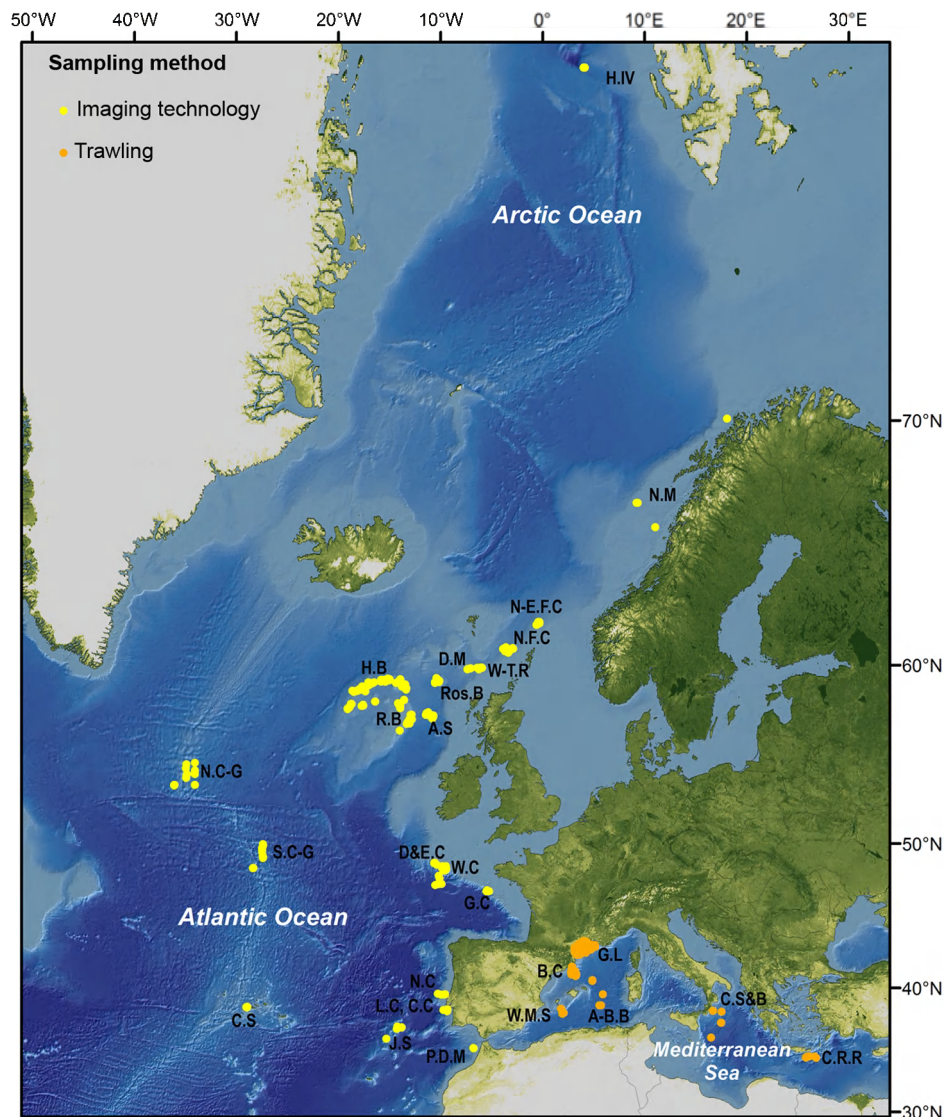 50°W 40°W 30°W 20°W 10°W 0° 10°E 20°E 30°E
Sampling method
Imaging technology
Trawling
H.IV
Arctic Ocean
70°N
N.M
N-E.F.C
N.F.C
60°N
D.M
W-T.R
H.B
Ros.B
R.B
A.S
N.C-G
50°N
S.C-G
D&E.C
W.C
G.C
Atlantic Ocean
G.L
B.C
40°N
N.C
L.C, C.C
C.S
W.M.S
A-B.B
C.S&B
J.S
P.D.M
Mediterranean
Sea
C.R.R
30°N